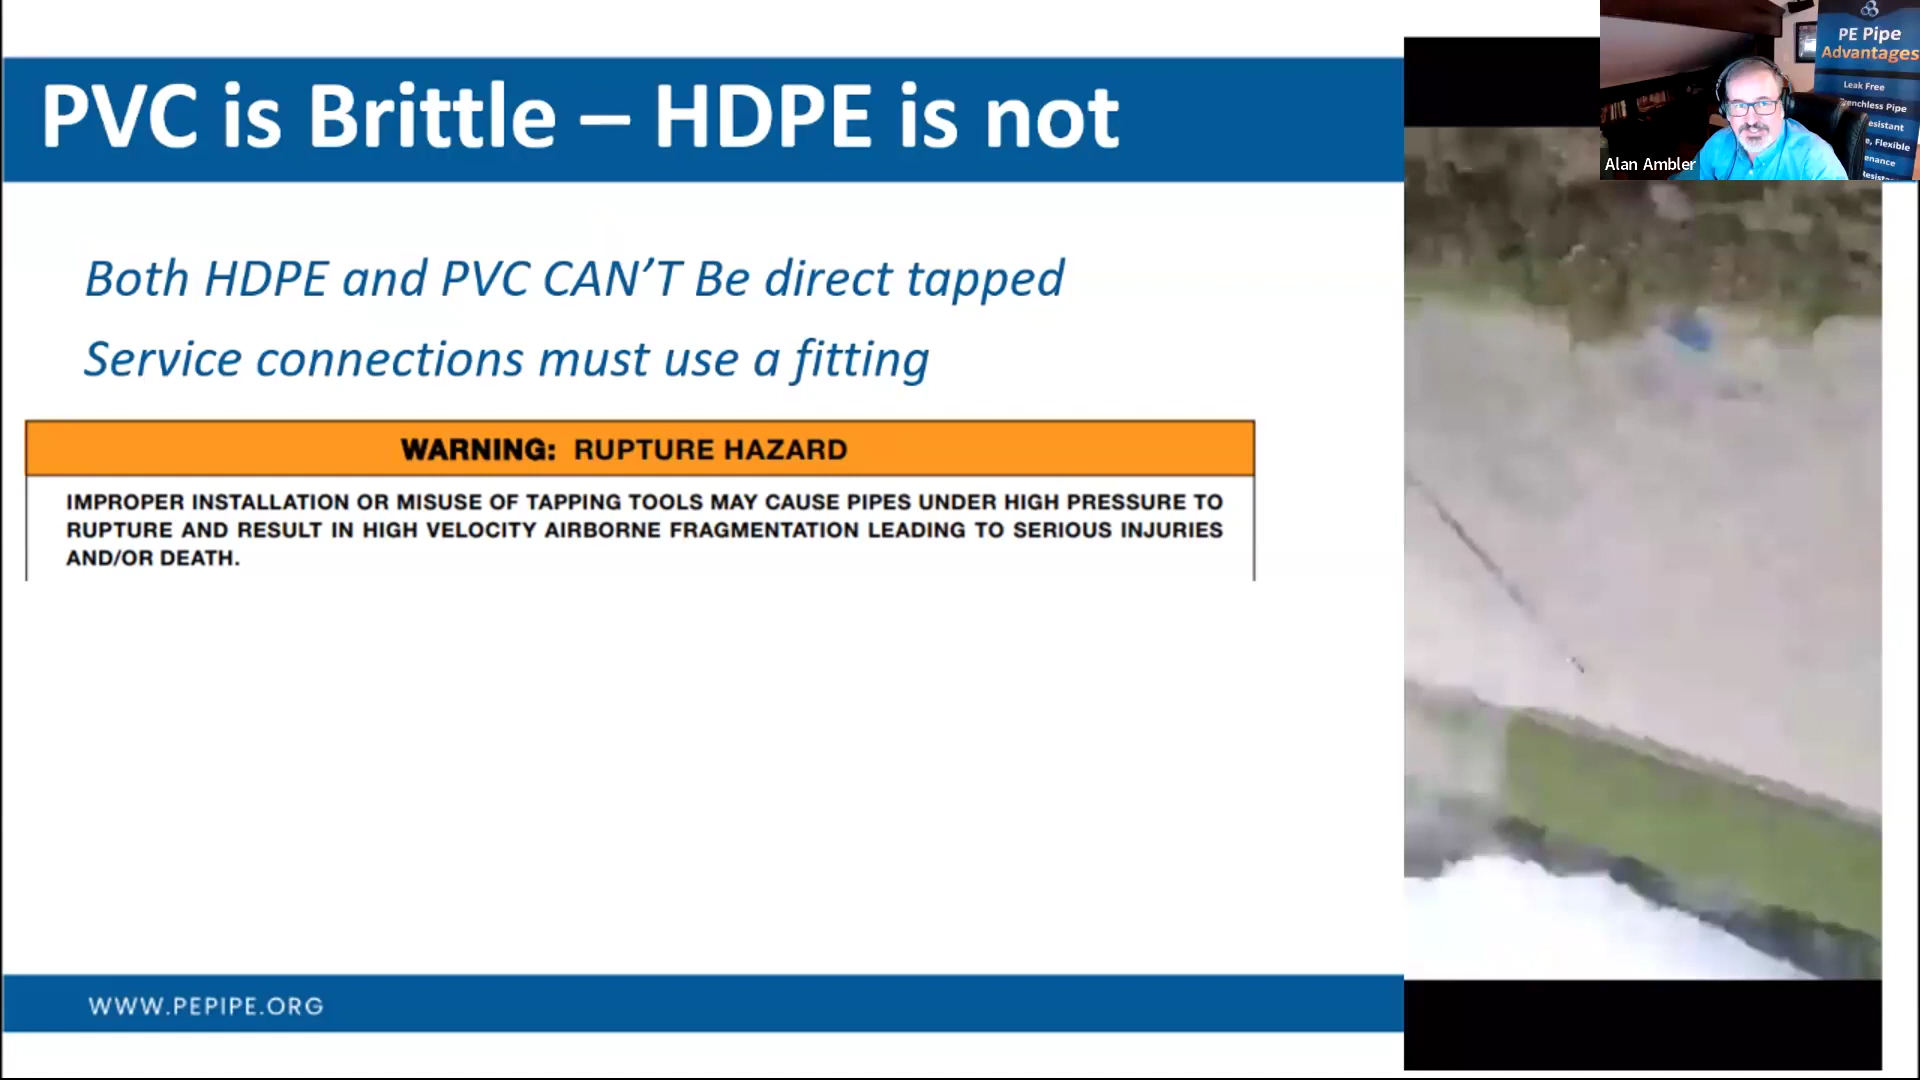 PVC is Brittle – HDPE is not
Both HDPE and PVC CAN'T Be direct tapped
Service connections must use a fitting
WARNING: RUPTURE HAZARD
IMPROPER INSTALLATION OR MISUSE OF TAPPING TOOLS MAY CAUSE PIPES UNDER HIGH PRESSURE TO
RUPTURE AND RESULT IN HIGH VELOCITY AIRBORNE FRAGMENTATION LEADING TO SERIOUS INJURIES
AND/OR DEATH.
WWW.PEPIPE.ORG
PE Pipe
Advantages
Leak Free
Pipe
Flexible
Alan Ambler